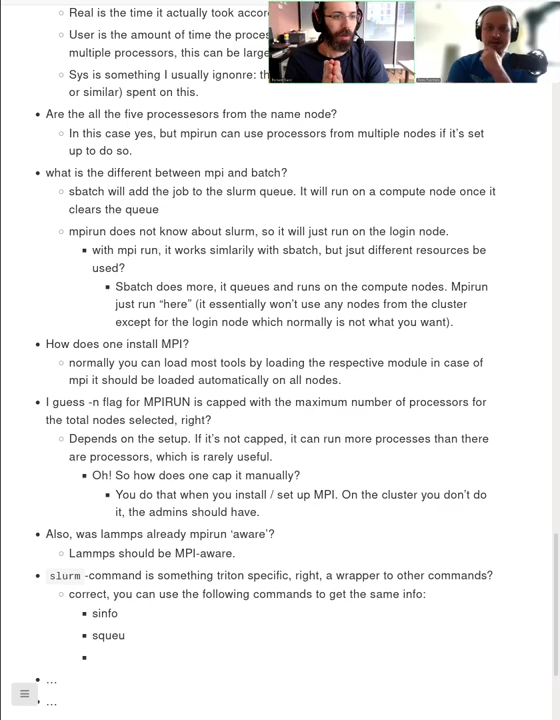 Real is the time it actually took accor
User is the amount of time the proces
multiple processors, this can be large
Sys is something I usually ignonre: th
or similar) spent on this.
Are the all the five processesors from the name node?
In this case yes, but mpirun can use processors from multiple nodes if it’s set
up to do so.
what is the different between mpi and batch?
sbatch will add the job to the slurm queue. It will run on a compute node once it
clears the queue
mpirun does not know about slurm, so it will just run on the login node.
with mpi run, it works simlarily with sbatch, but jsut different resources be
used?
Sbatch does more, it queues and runs on the compute nodes. Mpirun
just run “here” (it essentially won’t use any nodes from the cluster
except for the login node which normally is not what you want).
How does one install MPI?
normally you can load most tools by loading the respective module in case of
mpi it should be loaded automatically on all nodes.
I guess -n flag for MPIRUN is capped with the maximum number of processors for
the total nodes selected, right?
Depends on the setup. If it’s not capped, it can run more processes than there
are processors, which is rarely useful.
Oh! So how does one cap it manually?
You do that when you install / set up MPI. On the cluster you don’t do
it, the admins should have.
Also, was lammps already mpirun ‘aware’?
Lammps should be MPI-aware.
slurm -command is something triton specific, right, a wrapper to other commands?
correct, you can use the following commands to get the same info:
sinfo
squeu
...
...